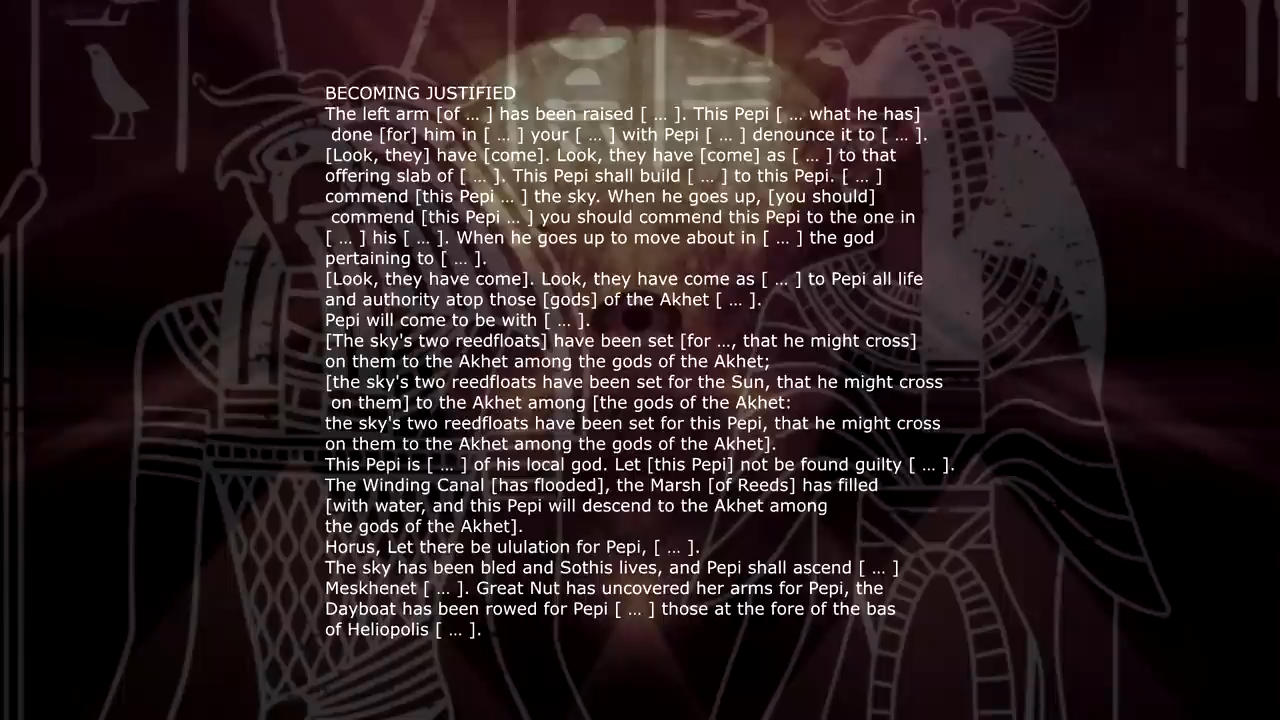 BECOMING JUSTIFIED
The left arm [of … ] has been raised [ … ]. This Pepi [ … what he has]
done [for] him in [ … ] your [ … ] with Pepi [ … ] denounce it to [ … ].
[Look, they] have [come]. Look, they have [come] as [ … ] to that
offering slab of [ … ]. This Pepi shall build [ … ] to this Pepi. [ … ]
commend [this Pepi … ] the sky. When he goes up, [you should]
commend [this Pepi … ] you should commend this Pepi to the one in
[ … ] his [ … ]. When he goes up to move about in [ … ] the god
pertaining to [ … ].
[Look, they have come]. Look, they have come as [ … ] to Pepi all life
and authority atop those [gods] of the Akhet [ … ].
Pepi will come to be with [ … ].
[The sky's two reedfloats] have been set [for …, that he might cross]
on them to the Akhet among the gods of the Akhet;
[the sky's two reedfloats have been set for the Sun, that he might cross
on them] to the Akhet among [the gods of the Akhet:
the sky's two reedfloats have been set for this Pepi, that he might cross
on them to the Akhet among the gods of the Akhet].
This Pepi is [ … ] of his local god. Let [this Pepi] not be found guilty [ … ].
The Winding Canal [has flooded], the Marsh [of Reeds] has filled
[with water, and this Pepi will descend to the Akhet among
the gods of the Akhet].
Horus, Let there be ululation for Pepi, [ … ].
The sky has been bled and Sothis lives, and Pepi shall ascend [ … ]
Meskhenet [ … ]. Great Nut has uncovered her arms for Pepi, the
Dayboat has been rowed for Pepi [ … ] those at the fore of the bas
of Heliopolis [ … ].